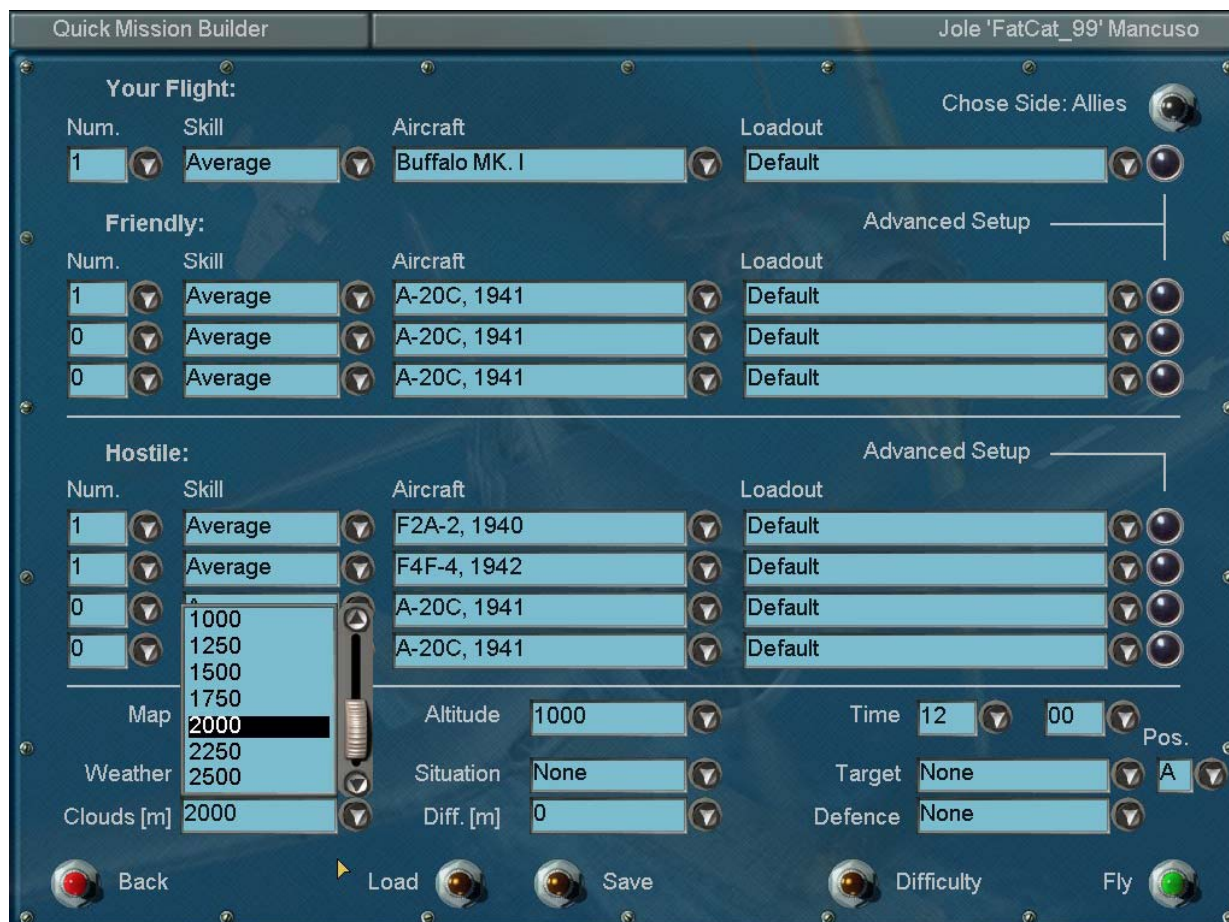 Quick Mission Builder Jole 'FatCat_99' Mancuso
Your Flight:
Chose Side: Allies
Num. Skill Aircraft Loadout
1 Average Buffalo MK. I Default
Friendly: Advanced Setup
Num. Skill Aircraft Loadout
1 Average A-20C, 1941 Default
0 Average A-20C, 1941 Default
0 Average A-20C, 1941 Default
Hostile: Advanced Setup
Num. Skill Aircraft Loadout
1 Average F2A-2, 1940 Default
1 Average F4F-4, 1942 Default
0 A-20C, 1941 Default
0 A-20C, 1941 Default
1000
1250
1500
1750
2000
2250
2500
Map Altitude 1000 Time 12 00
Pos.
Weather Situation None Target None A
Clouds [m] 2000 Diff. [m] 0 Defence None
Back Load Save Difficulty Fly